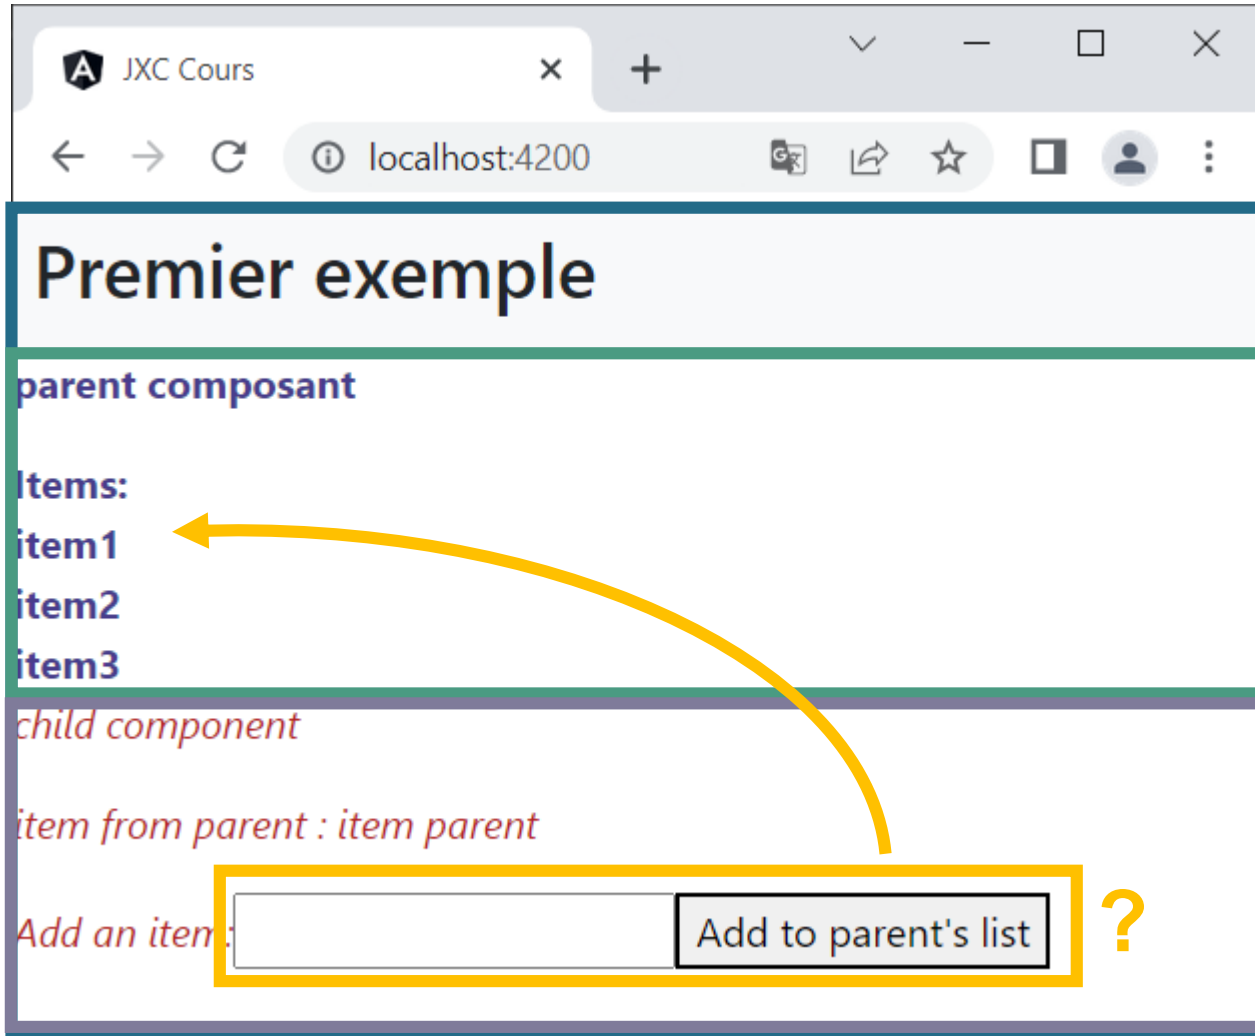 JXC Cours
localhost:4200
Premier exemple
parent composant
Items:
item1
item2
item3
child component
item from parent : item parent
Add an item: Add to parent's list ?